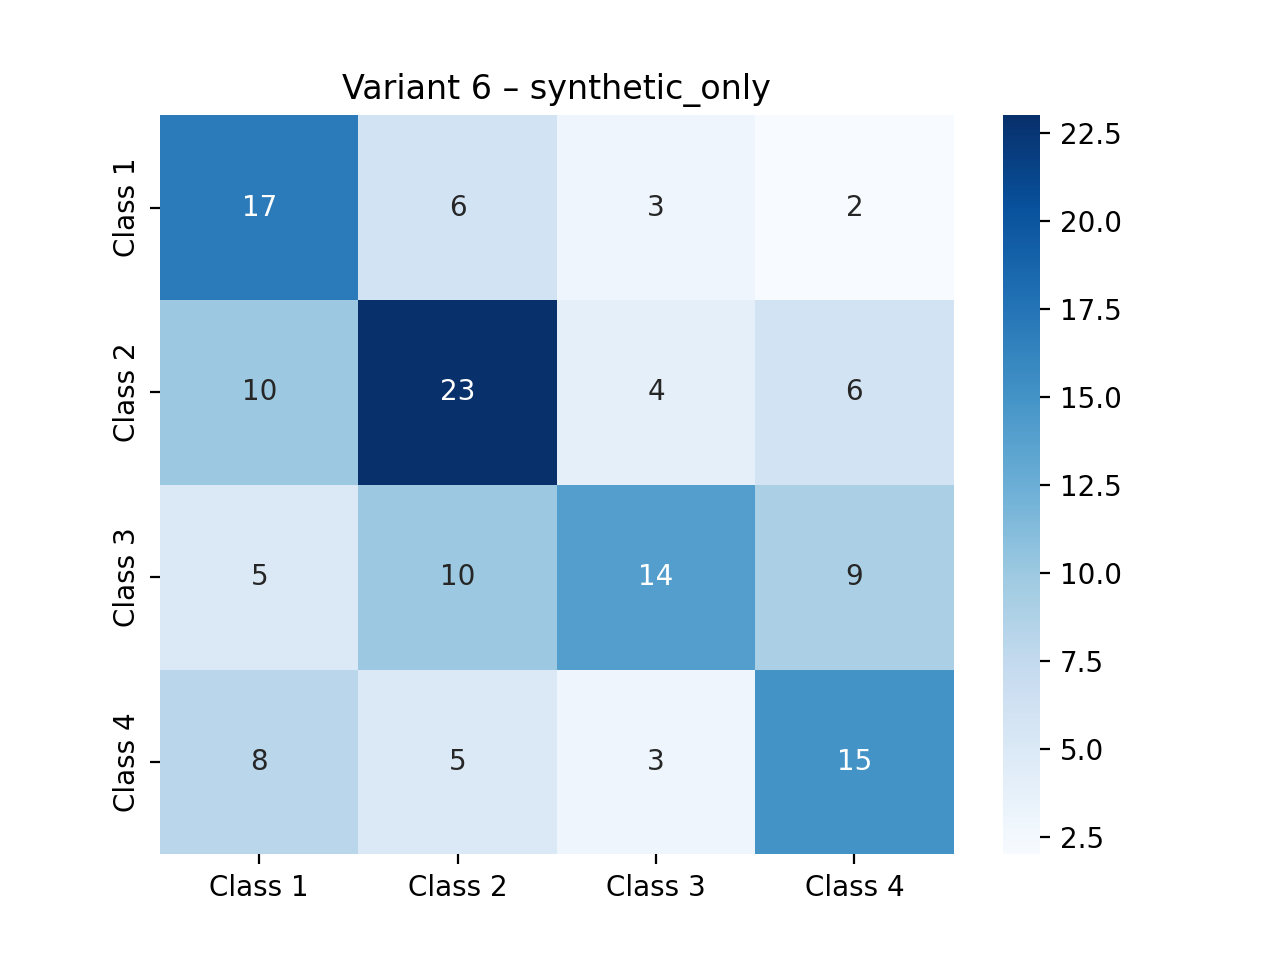 Variant 6 – synthetic_only
Class 1 17 6 3 2
Class 2 10 23 4 6
Class 3 5 10 14 9
Class 4 8 5 3 15
Class 1 Class 2 Class 3 Class 4
22.5
20.0
17.5
15.0
12.5
10.0
7.5
5.0
2.5